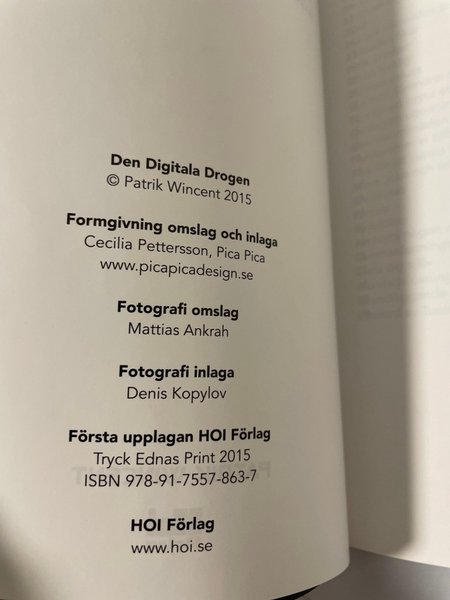 Den Digitala Drogen
© Patrik Wincent 2015
Formgivning omslag och inlaga
Cecilia Pettersson, Pica Pica
www.picapicadesign.se
Fotografi omslag
Mattias Ankrah
Fotografi inlaga
Denis Kopylov
Första upplagan HOI Förlag
Tryck Ednas Print 2015
ISBN 978-91-7557-863-7
HOI Förlag
www.hoi.se